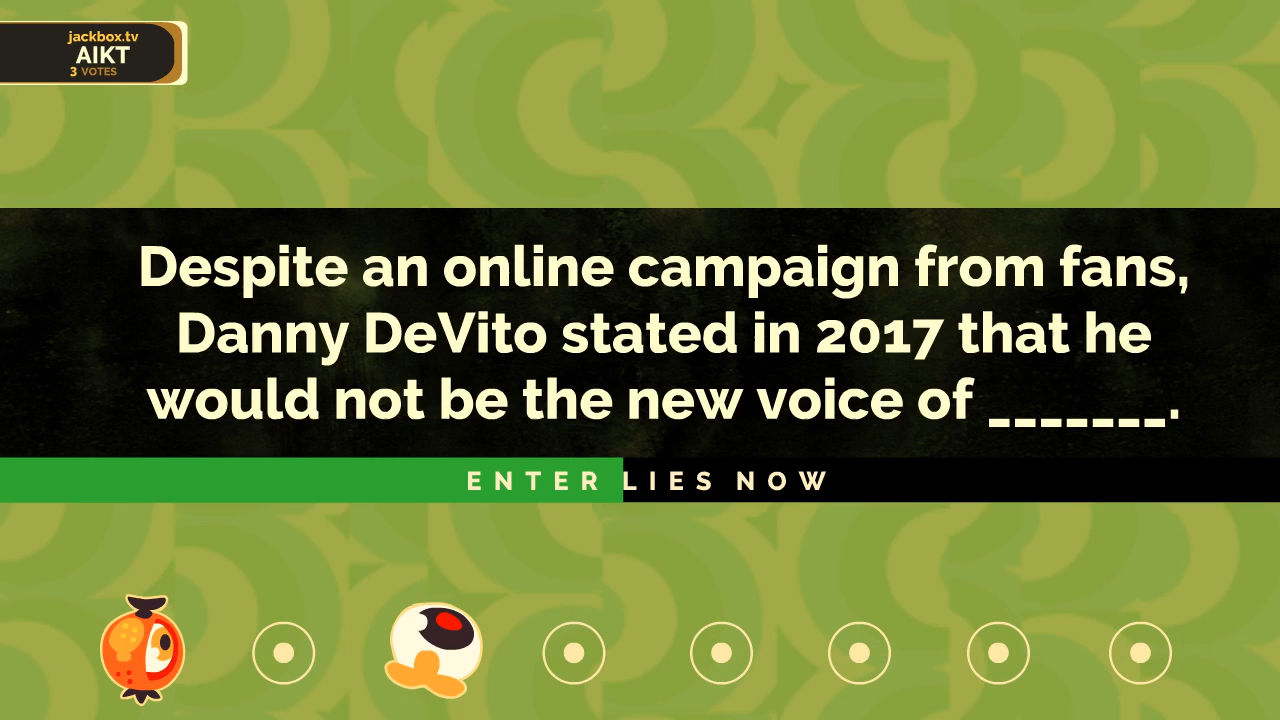 jackbox.tv
AIKT
3 VOTES
Despite an online campaign from fans,
Danny DeVito stated in 2017 that he
would not be the new voice of _______.
ENTER LIES NOW